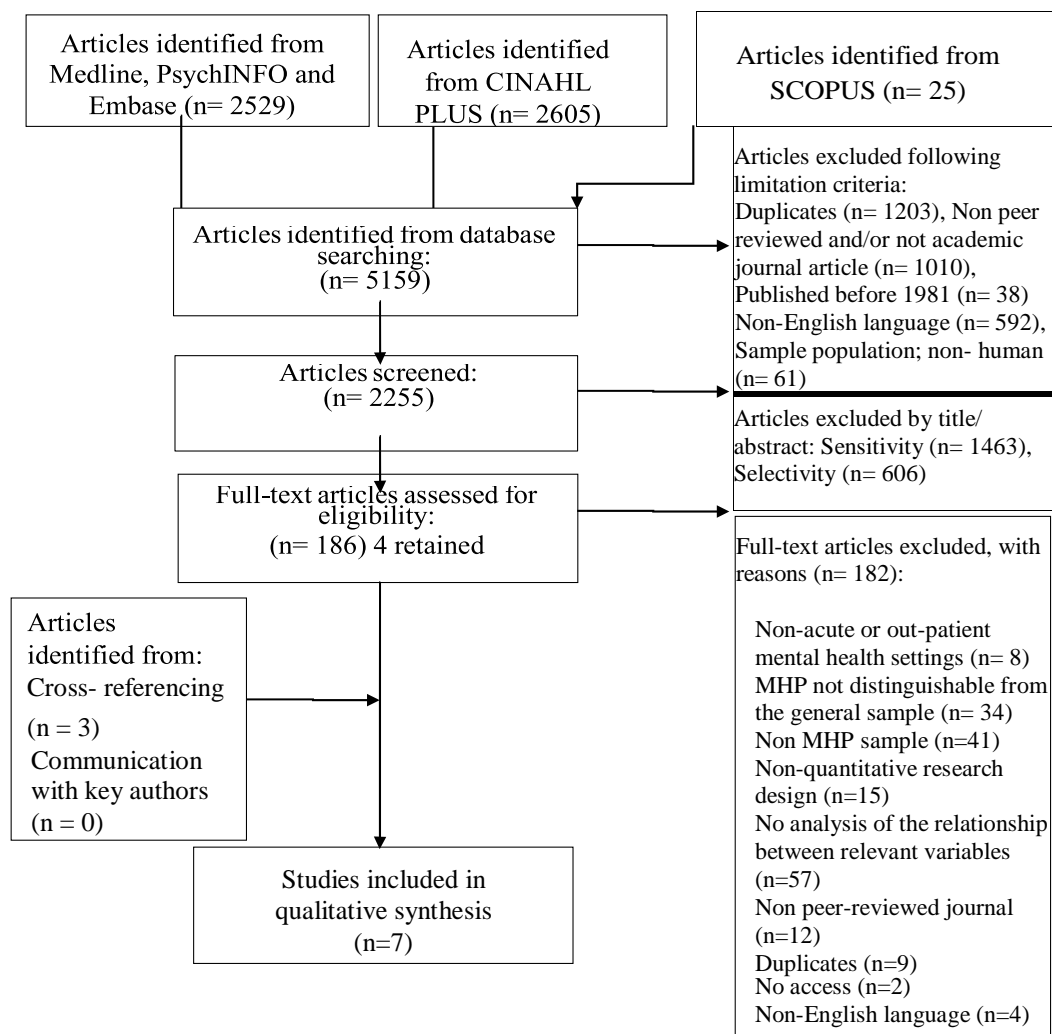 Articles identified from
Medline, PsychINFO and
Embase (n= 2529)
Articles identified
from CINAHL
PLUS (n= 2605)
Articles identified from
SCOPUS (n= 25)
Articles identified from database
searching:
(n= 5159)
Articles excluded following
limitation criteria:
Duplicates (n= 1203), Non peer
reviewed and/or not academic
journal article (n= 1010),
Published before 1981 (n= 38)
Non-English language (n= 592),
Sample population; non- human
(n= 61)
Articles screened:
(n= 2255)
Articles excluded by title/
abstract: Sensitivity (n= 1463),
Selectivity (n= 606)
Full-text articles assessed for
eligibility:
(n= 186) 4 retained
Full-text articles excluded, with
reasons (n= 182):
Non-acute or out-patient
mental health settings (n= 8)
MHP not distinguishable from
the general sample (n= 34)
Non MHP sample (n=41)
Non-quantitative research
design (n=15)
No analysis of the relationship
between relevant variables
(n=57)
Non peer-reviewed journal
(n=12)
Duplicates (n=9)
No access (n=2)
Non-English language (n=4)
Articles
identified from:
Cross- referencing
(n = 3)
Communication
with key authors
(n = 0)
Studies included in
qualitative synthesis
(n=7)